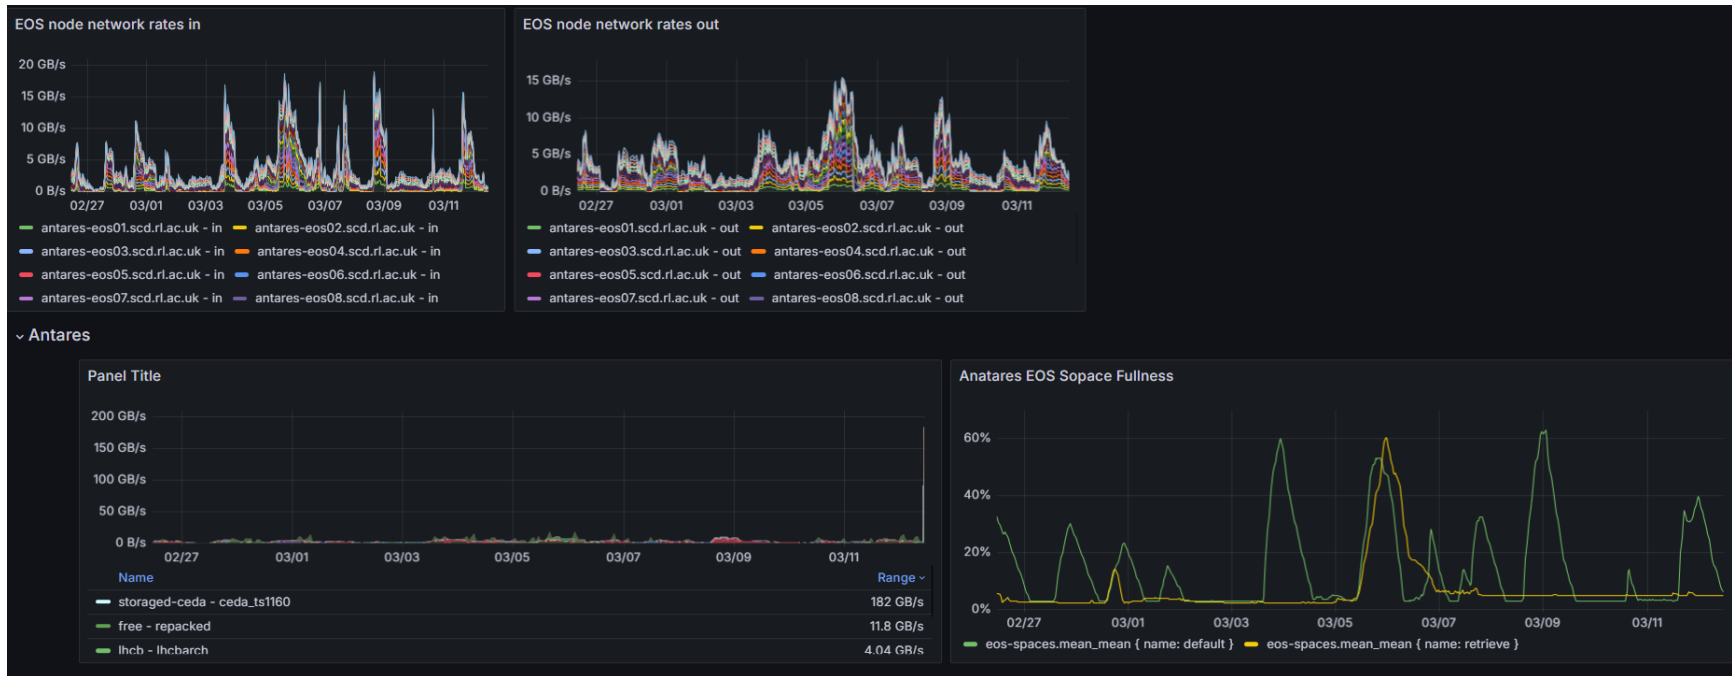 EOS node network rates in
20 GB/s
15 GB/s
10 GB/s
5 GB/s
0 B/s
02/27 03/01 03/03 03/05 03/07 03/09 03/11
antares-eos01.scd.rl.ac.uk - in antares-eos02.scd.rl.ac.uk - in
antares-eos03.scd.rl.ac.uk - in antares-eos04.scd.rl.ac.uk - in
antares-eos05.scd.rl.ac.uk - in antares-eos06.scd.rl.ac.uk - in
antares-eos07.scd.rl.ac.uk - in antares-eos08.scd.rl.ac.uk - in
EOS node network rates out
15 GB/s
10 GB/s
5 GB/s
0 B/s
02/27 03/01 03/03 03/05 03/07 03/09 03/11
antares-eos01.scd.rl.ac.uk - out antares-eos02.scd.rl.ac.uk - out
antares-eos03.scd.rl.ac.uk - out antares-eos04.scd.rl.ac.uk - out
antares-eos05.scd.rl.ac.uk - out antares-eos06.scd.rl.ac.uk - out
antares-eos07.scd.rl.ac.uk - out antares-eos08.scd.rl.ac.uk - out
Antares
Panel Title
200 GB/s
150 GB/s
100 GB/s
50 GB/s
0 B/s
02/27 03/01 03/03 03/05 03/07 03/09 03/11
Name Range
storaged-ceda - ceda_ts1160 182 GB/s
free - repacked 11.8 GB/s
lhcb - lhcbarch 4.04 GB/s
Anatares EOS Sopace Fullness
60%
40%
20%
0%
02/27 03/01 03/03 03/05 03/07 03/09 03/11
eos-spaces.mean_mean { name: default } eos-spaces.mean_mean { name: retrieve }